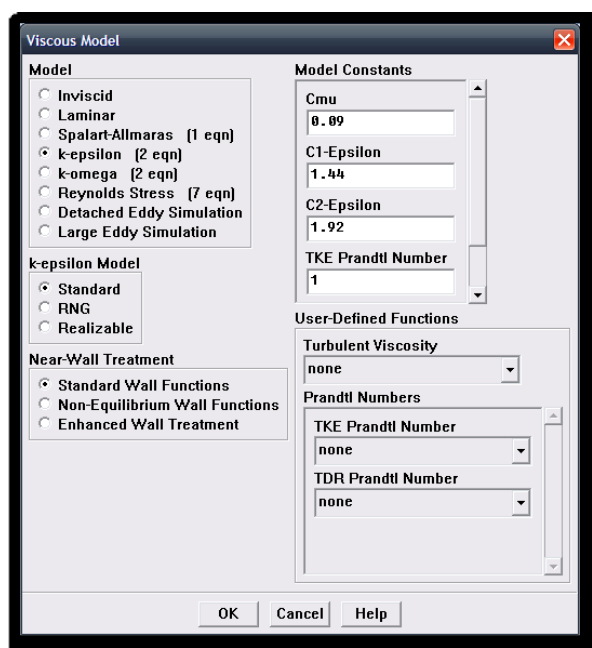 Viscous Model
Model
Inviscid
Laminar
Spalart-Allmaras (1 eqn)
k-epsilon (2 eqn)
k-omega (2 eqn)
Reynolds Stress (7 eqn)
Detached Eddy Simulation
Large Eddy Simulation
k-epsilon Model
Standard
RNG
Realizable
Near-Wall Treatment
Standard Wall Functions
Non-Equilibrium Wall Functions
Enhanced Wall Treatment
Model Constants
Cmu
0.09
C1-Epsilon
1.44
C2-Epsilon
1.92
TKE Prandtl Number
1
User-Defined Functions
Turbulent Viscosity
none
Prandtl Numbers
TKE Prandtl Number
none
TDR Prandtl Number
none
OK
Cancel
Help